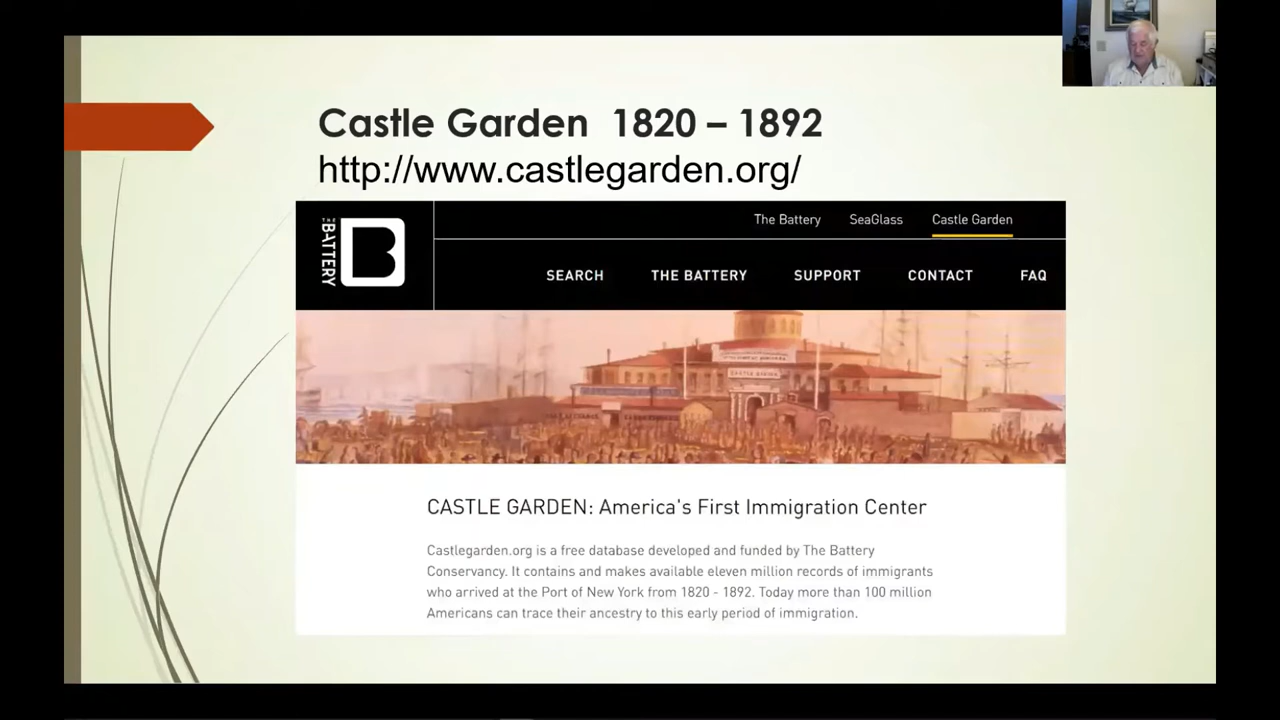 Castle Garden 1820 – 1892
http://www.castlegarden.org/
THE BATTERY
B
The Battery SeaGlass Castle Garden
SEARCH THE BATTERY SUPPORT CONTACT FAQ
CASTLE GARDEN
CASTLE GARDEN: America's First Immigration Center
Castlegarden.org is a free database developed and funded by The Battery
Conservancy. It contains and makes available eleven million records of immigrants
who arrived at the Port of New York from 1820 - 1892. Today more than 100 million
Americans can trace their ancestry to this early period of immigration.